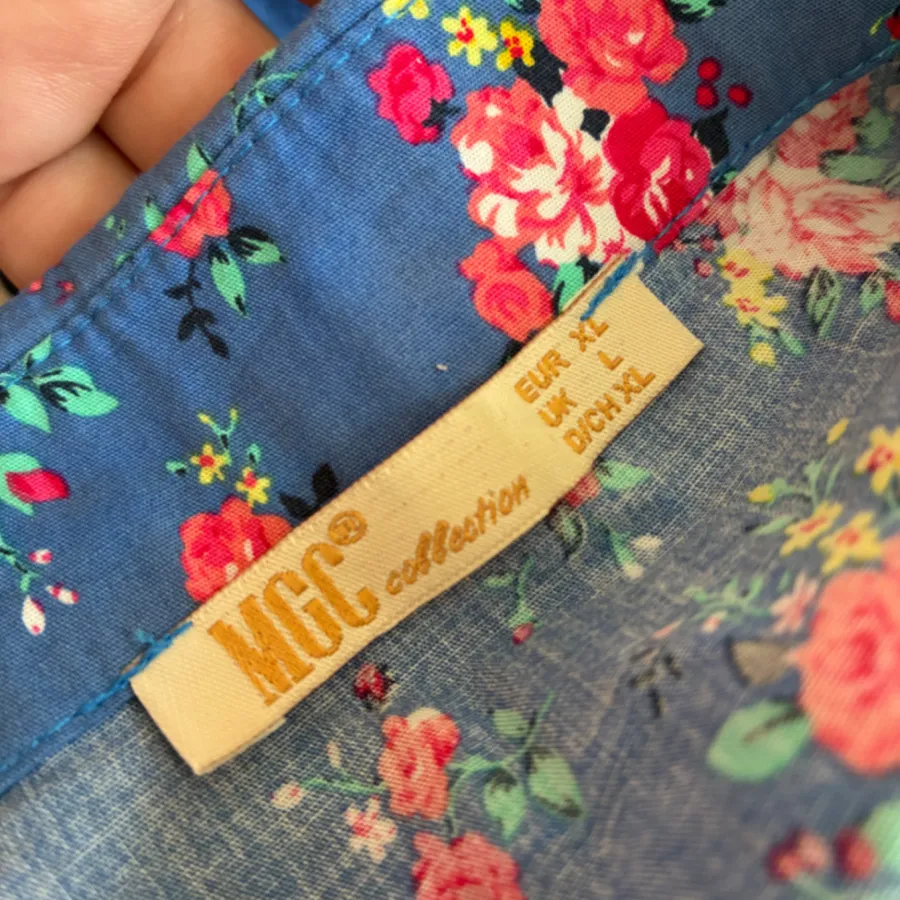 MGC® collection
EUR XL
UK L
D/CH XL